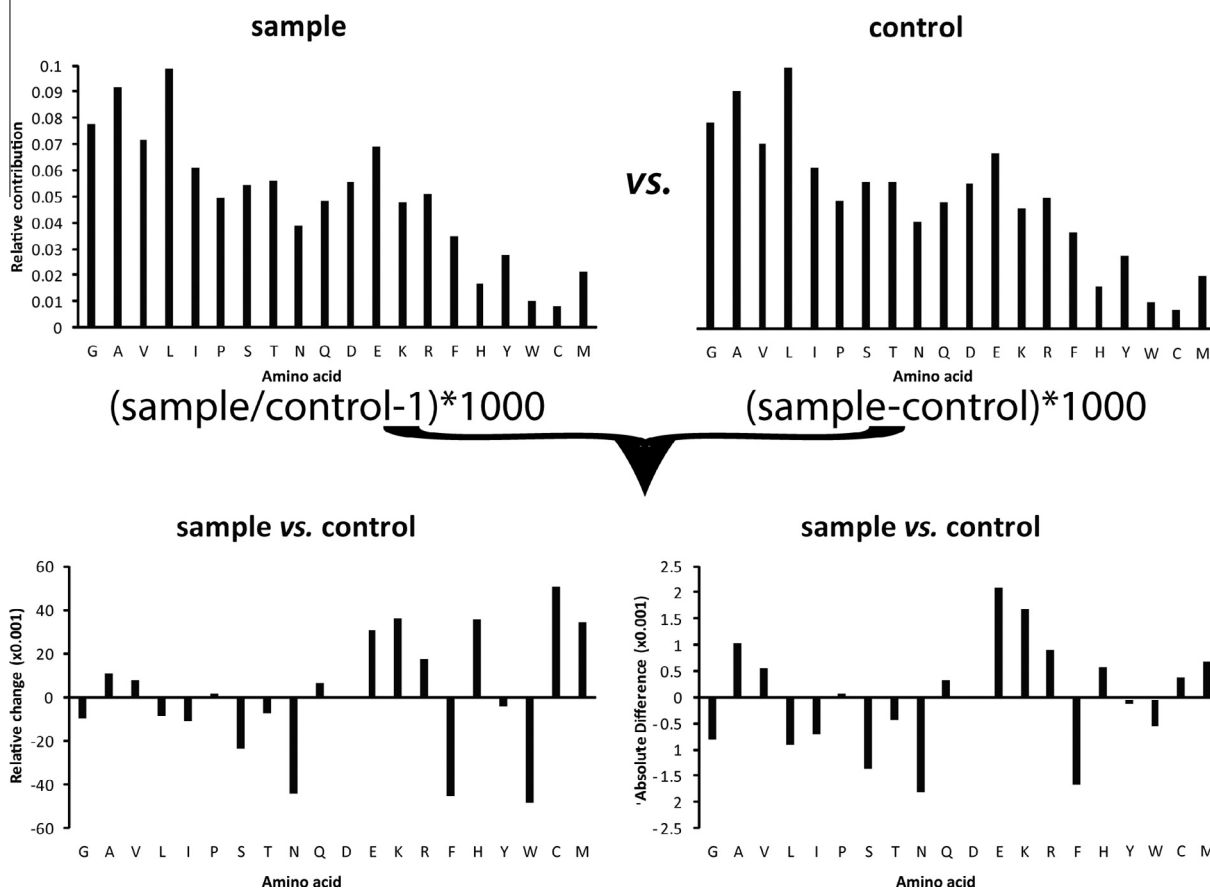 sample
control
0.1
0.09
0.08
0.07
0.06
0.05
0.04
0.03
0.02
0.01
0
Relative contribution
G A V L I P S T N Q D E K R F H Y W C M
Amino acid
vs.
G A V L I P S T N Q D E K R F H Y W C M
Amino acid
(sample/control-1)*1000
(sample-control)*1000
sample vs. control
60
40
20
0
-20
-40
-60
Relative change (x0.001)
G A V L I P S T N Q D E K R F H Y W C M
Amino acid
sample vs. control
2.5
2
1.5
1
0.5
0
-0.5
1
-1.5
2
-2.5
'Absolute Difference (x0.001)
G A V L I P S T N Q D E K R F H Y W C M
Amino acid